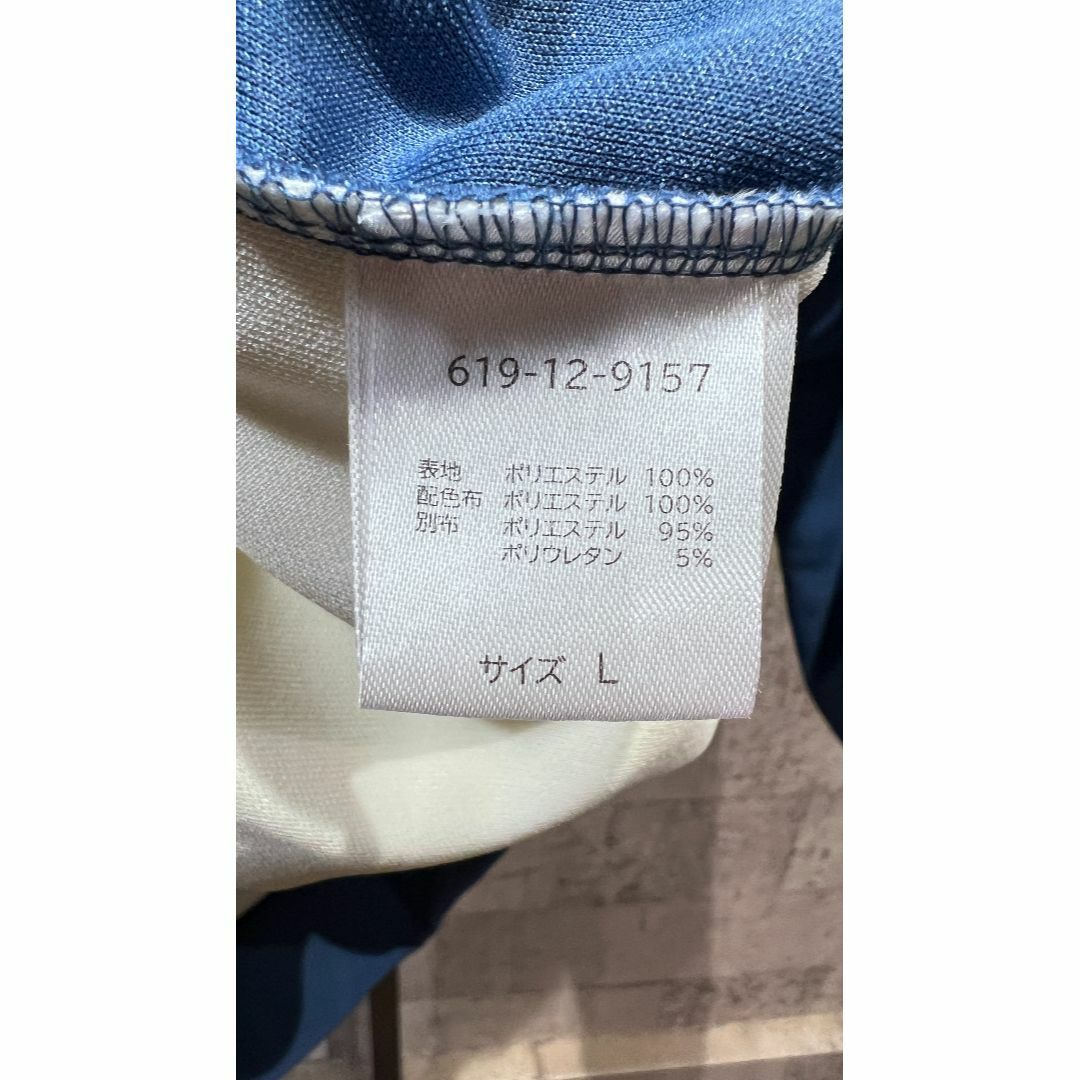 619-12-9157
表地 ポリエステル 100%
配色布 ポリエステル 100%
別布 ポリエステル 95%
ポリウレタン 5%
サイズ L